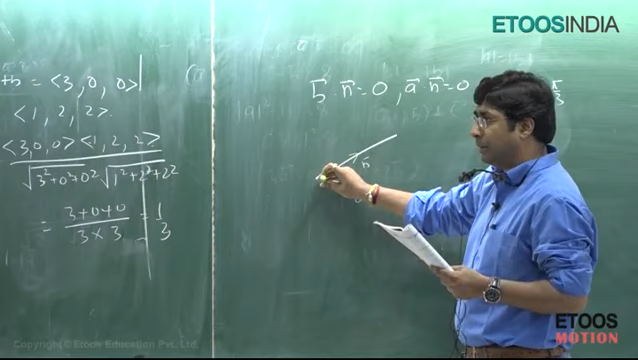 ETOOSINDIA
+b = <3, 0, 0>
b̄ · n̄ = 0 , ā · n̄ = 0
π/3
<1, 2, 2>
<3,0,0> <1, 2, 2>
√3²+0²+0² √1²+2²+2²
n̄
= 3+0+0 / 3 × 3 = 1/3
ETOOS
MOTION
Copyright © Etoos Education Pvt. Ltd.